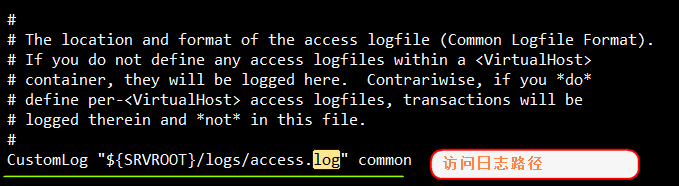 #
# The location and format of the access logfile (Common Logfile Format).
# If you do not define any access logfiles within a <VirtualHost>
# container, they will be logged here.  Contrariwise, if you *do*
# define per-<VirtualHost> access logfiles, transactions will be
# logged therein and *not* in this file.
#
CustomLog "${SRVROOT}/logs/access.log" common 访问日志路径